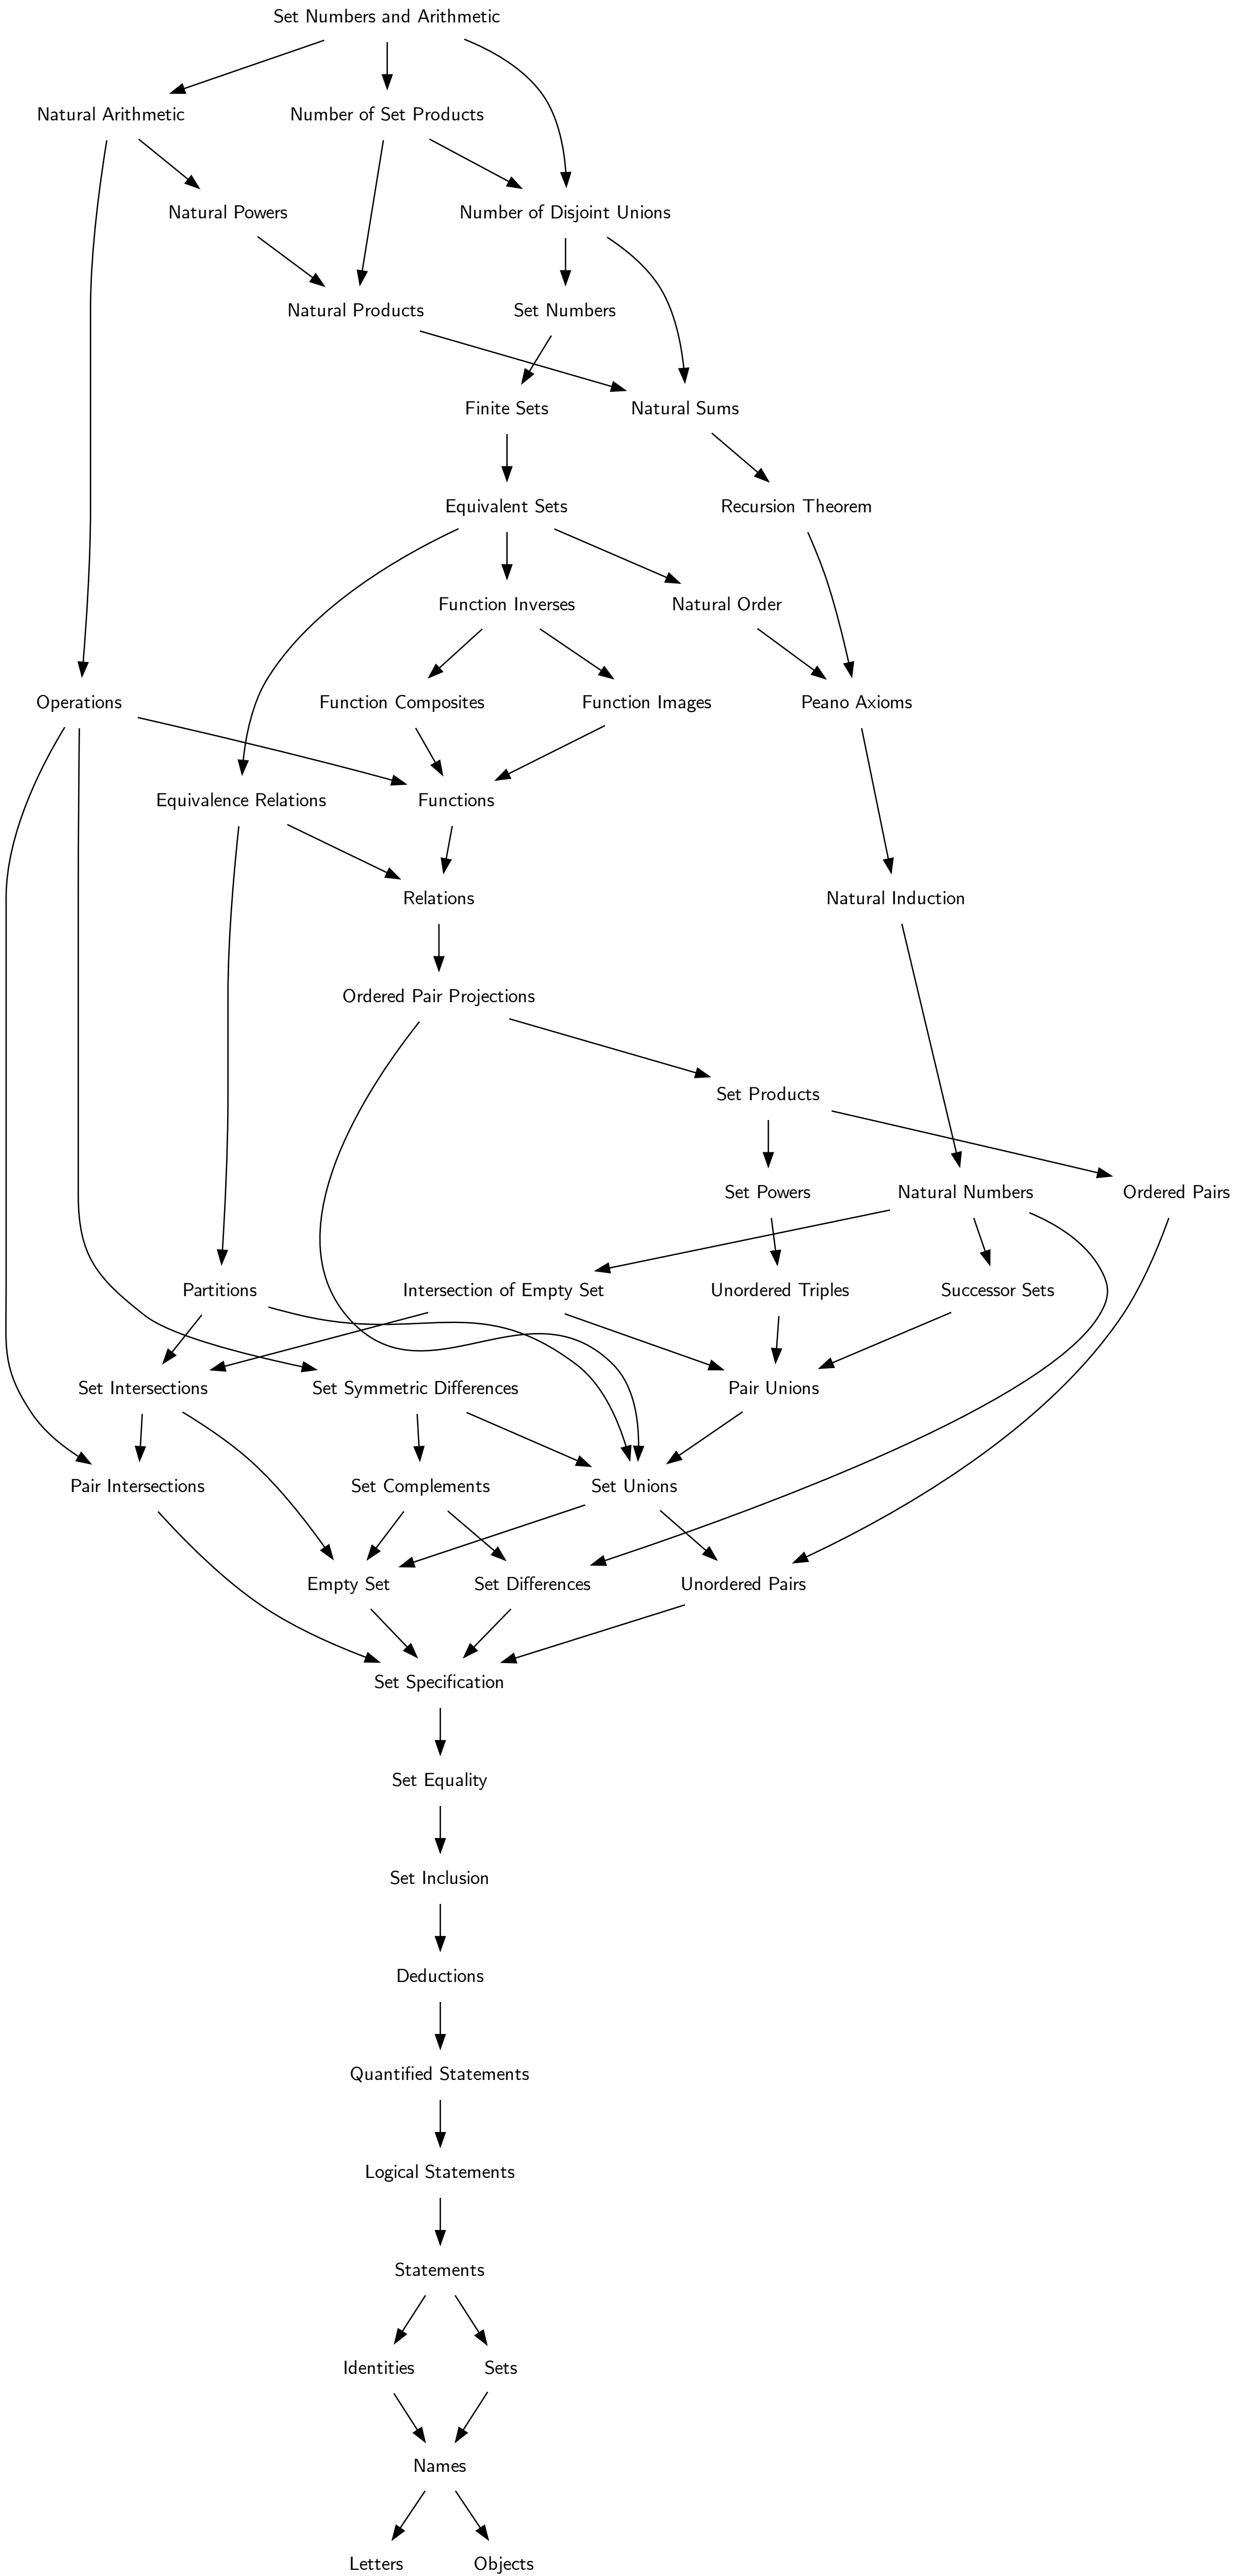 Set Numbers and Arithmetic
Natural Arithmetic
Number of Set Products
Natural Powers
Number of Disjoint Unions
Natural Products
Set Numbers
Finite Sets
Natural Sums
Equivalent Sets
Recursion Theorem
Function Inverses
Natural Order
Operations
Function Composites
Function Images
Peano Axioms
Equivalence Relations
Functions
Relations
Natural Induction
Ordered Pair Projections
Set Products
Set Powers
Natural Numbers
Ordered Pairs
Partitions
Intersection of Empty Set
Unordered Triples
Successor Sets
Set Intersections
Set Symmetric Differences
Pair Unions
Pair Intersections
Set Complements
Set Unions
Empty Set
Set Differences
Unordered Pairs
Set Specification
Set Equality
Set Inclusion
Deductions
Quantified Statements
Logical Statements
Statements
Identities
Sets
Names
Letters
Objects